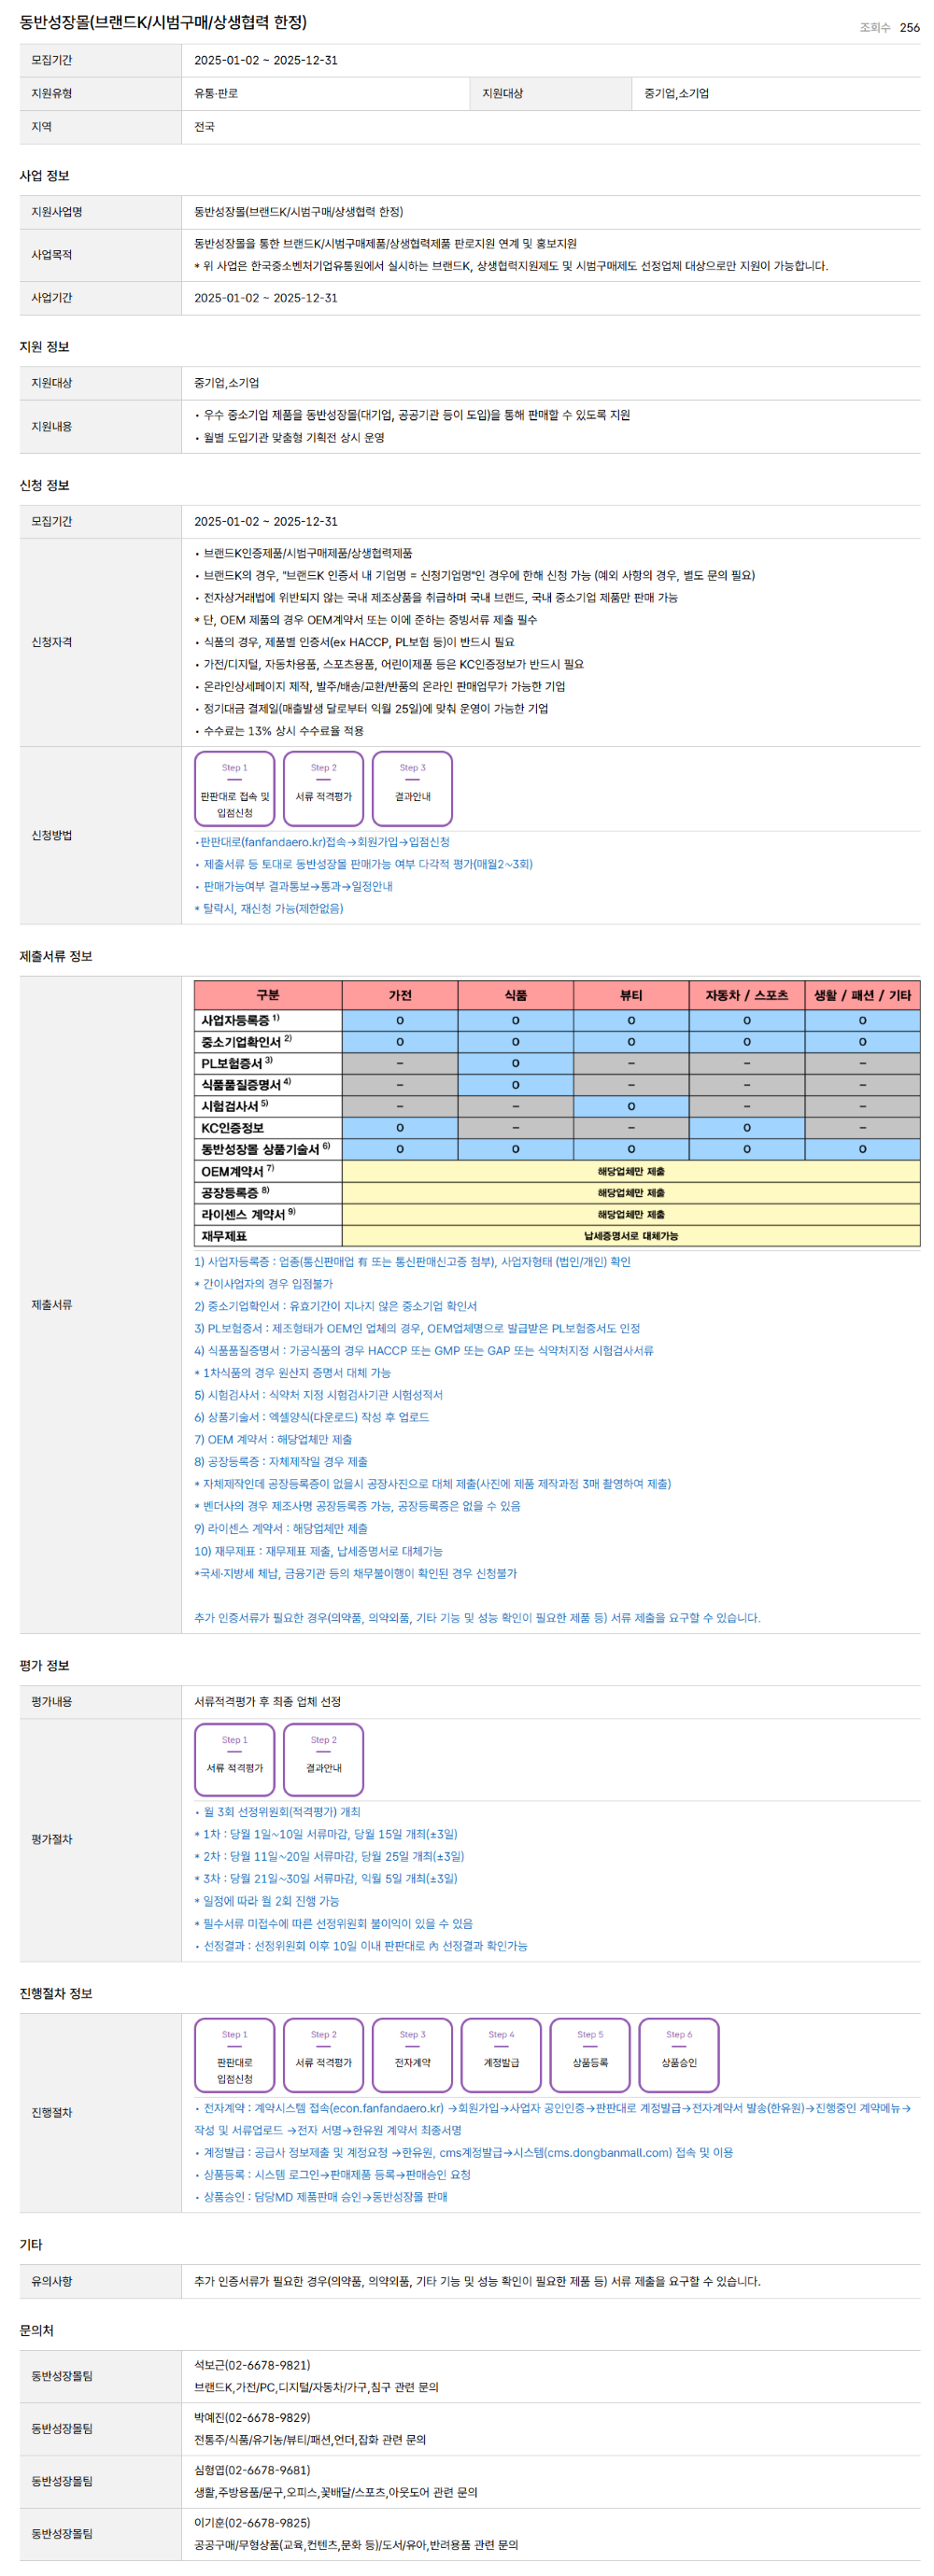 동반성장몰(브랜드K/시범구매/상생협력 한정)
조회수 256
모집기간 2025-01-02 ~ 2025-12-31
지원유형 유통·판로 지원대상 중기업,소기업
지역 전국
사업 정보
지원사업명 동반성장몰(브랜드K/시범구매/상생협력 한정)
사업목적
동반성장몰을 통한 브랜드K/시범구매제품/상생협력제품 판로지원 연계 및 홍보지원
* 위 사업은 한국중소벤처기업유통원에서 실시하는 브랜드K, 상생협력지원제도 및 시범구매제도 선정업체 대상으로만 지원이 가능합니다.
사업기간 2025-01-02 ~ 2025-12-31
지원 정보
지원대상 중기업,소기업
지원내용
• 우수 중소기업 제품을 동반성장몰(대기업, 공공기관 등이 도입)을 통해 판매할 수 있도록 지원
• 월별 도입기관 맞춤형 기획전 상시 운영
신청 정보
모집기간 2025-01-02 ~ 2025-12-31
신청자격
• 브랜드K인증제품/시범구매제품/상생협력제품
• 브랜드K의 경우, "브랜드K 인증서 내 기업명 = 신청기업명"인 경우에 한해 신청 가능 (예외 사항의 경우, 별도 문의 필요)
• 전자상거래법에 위반되지 않는 국내 제조상품을 취급하며 국내 브랜드, 국내 중소기업 제품만 판매 가능
* 단, OEM 제품의 경우 OEM계약서 또는 이에 준하는 증빙서류 제출 필수
• 식품의 경우, 제품별 인증서(ex HACCP, PL보험 등)이 반드시 필요
• 가전/디지털, 자동차용품, 스포츠용품, 어린이제품 등은 KC인증정보가 반드시 필요
• 온라인상세페이지 제작, 발주/배송/교환/반품의 온라인 판매업무가 가능한 기업
• 정기대금 결제일(매출발생 달로부터 익월 25일)에 맞춰 운영이 가능한 기업
• 수수료는 13% 상시 수수료율 적용
신청방법
Step 1 Step 2 Step 3
판판대로 접속 및 서류 적격평가 결과안내
입점신청
•판판대로(fanfandaero.kr)접속→회원가입→입점신청
• 제출서류 등 토대로 동반성장몰 판매가능 여부 다각적 평가(매월2~3회)
• 판매가능여부 결과통보→통과→일정안내
* 탈락시, 재신청 가능(제한없음)
제출서류 정보
제출서류
구분 가전 식품 뷰티 자동차 / 스포츠 생활 / 패션 / 기타
사업자등록증 1) O O O O O
중소기업확인서 2) O O O O O
PL보험증서 3) – O – – –
식품품질증명서 4) – O – – –
시험검사서 5) – – O – –
KC인증정보 O – – O –
동반성장몰 상품기술서 6) O O O O O
OEM계약서 7) 해당업체만 제출
공장등록증 8) 해당업체만 제출
라이센스 계약서 9) 해당업체만 제출
재무제표 납세증명서로 대체가능
1) 사업자등록증 : 업종(통신판매업 有 또는 통신판매신고증 첨부), 사업자형태 (법인/개인) 확인
* 간이사업자의 경우 입점불가
2) 중소기업확인서 : 유효기간이 지나지 않은 중소기업 확인서
3) PL보험증서 : 제조형태가 OEM인 업체의 경우, OEM업체명으로 발급받은 PL보험증서도 인정
4) 식품품질증명서 : 가공식품의 경우 HACCP 또는 GMP 또는 GAP 또는 식약처지정 시험검사서류
* 1차식품의 경우 원산지 증명서 대체 가능
5) 시험검사서 : 식약처 지정 시험검사기관 시험성적서
6) 상품기술서 : 엑셀양식(다운로드) 작성 후 업로드
7) OEM 계약서 : 해당업체만 제출
8) 공장등록증 : 자체제작일 경우 제출
* 자체제작인데 공장등록증이 없을시 공장사진으로 대체 제출(사진에 제품 제작과정 3매 촬영하여 제출)
* 벤더사의 경우 제조사명 공장등록증 가능, 공장등록증은 없을 수 있음
9) 라이센스 계약서 : 해당업체만 제출
10) 재무제표 : 재무제표 제출, 납세증명서로 대체가능
*국세·지방세 체납, 금융기관 등의 채무불이행이 확인된 경우 신청불가
추가 인증서류가 필요한 경우(의약품, 의약외품, 기타 기능 및 성능 확인이 필요한 제품 등) 서류 제출을 요구할 수 있습니다.
평가 정보
평가내용 서류적격평가 후 최종 업체 선정
평가절차
Step 1 Step 2
서류 적격평가 결과안내
• 월 3회 선정위원회(적격평가) 개최
* 1차 : 당월 1일~10일 서류마감, 당월 15일 개최(±3일)
* 2차 : 당월 11일~20일 서류마감, 당월 25일 개최(±3일)
* 3차 : 당월 21일~30일 서류마감, 익월 5일 개최(±3일)
* 일정에 따라 월 2회 진행 가능
* 필수서류 미접수에 따른 선정위원회 불이익이 있을 수 있음
• 선정결과 : 선정위원회 이후 10일 이내 판판대로 內 선정결과 확인가능
진행절차 정보
진행절차
Step 1 Step 2 Step 3 Step 4 Step 5 Step 6
판판대로 서류 적격평가 전자계약 계정발급 상품등록 상품승인
입점신청
• 전자계약 : 계약시스템 접속(econ.fanfandaero.kr) →회원가입→사업자 공인인증→판판대로 계정발급→전자계약서 발송(한유원)→진행중인 계약메뉴→
작성 및 서류업로드 →전자 서명→한유원 계약서 최종서명
• 계정발급 : 공급사 정보제출 및 계정요청 →한유원, cms계정발급→시스템(cms.dongbanmall.com) 접속 및 이용
• 상품등록 : 시스템 로그인→판매제품 등록→판매승인 요청
• 상품승인 : 담당MD 제품판매 승인→동반성장몰 판매
기타
유의사항 추가 인증서류가 필요한 경우(의약품, 의약외품, 기타 기능 및 성능 확인이 필요한 제품 등) 서류 제출을 요구할 수 있습니다.
문의처
동반성장몰팀
석보근(02-6678-9821)
브랜드K,가전/PC,디지털/자동차/가구,침구 관련 문의
동반성장몰팀
박예진(02-6678-9829)
전통주/식품/유기농/뷰티/패션,언더,잡화 관련 문의
동반성장몰팀
심형엽(02-6678-9681)
생활,주방용품/문구,오피스,꽃배달/스포츠,아웃도어 관련 문의
동반성장몰팀
이기훈(02-6678-9825)
공공구매/무형상품(교육,컨텐츠,문화 등)/도서/유아,반려용품 관련 문의